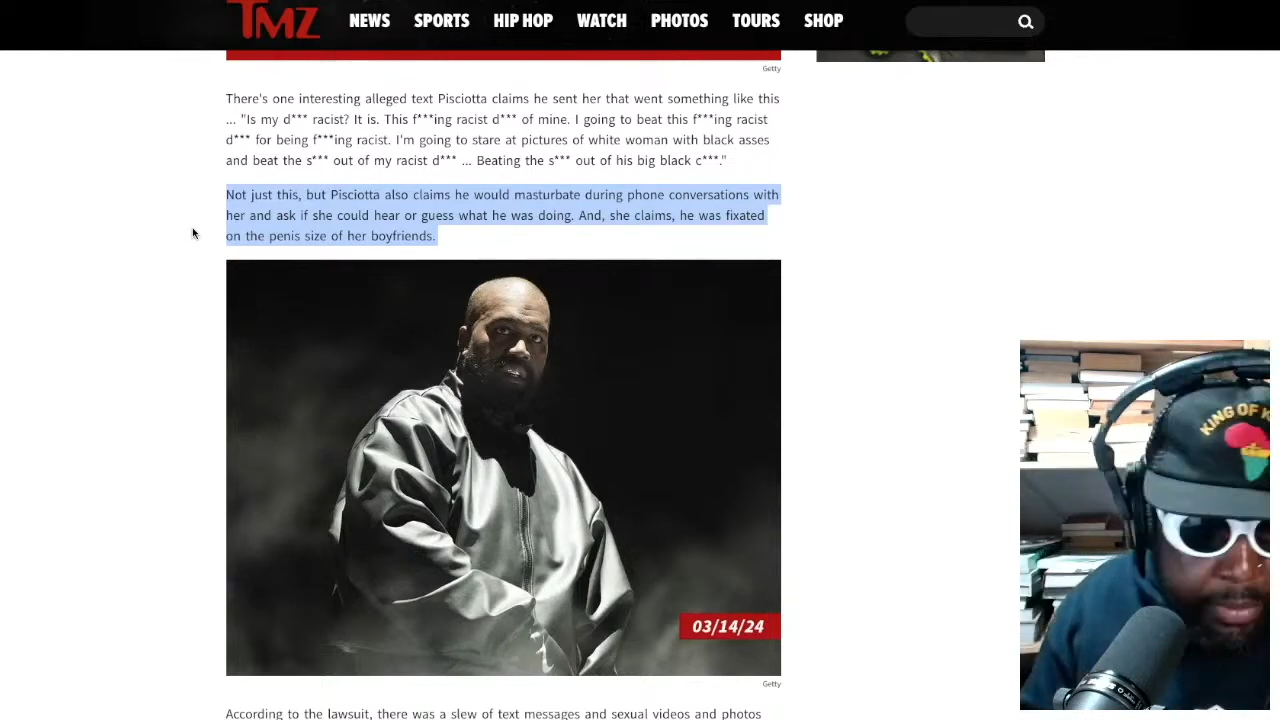 TMZ NEWS SPORTS HIP HOP WATCH PHOTOS TOURS SHOP
Getty
There's one interesting alleged text Pisciotta claims he sent her that went something like this
... "Is my d*** racist? It is. This f***ing racist d*** of mine. I going to beat this f***ing racist
d*** for being f***ing racist. I'm going to stare at pictures of white woman with black asses
and beat the s*** out of my racist d*** ... Beating the s*** out of his big black c***."
Not just this, but Pisciotta also claims he would masturbate during phone conversations with
her and ask if she could hear or guess what he was doing. And, she claims, he was fixated
on the penis size of her boyfriends.
KING OF
03/14/24
Getty
According to the lawsuit, there was a slew of text messages and sexual videos and photos